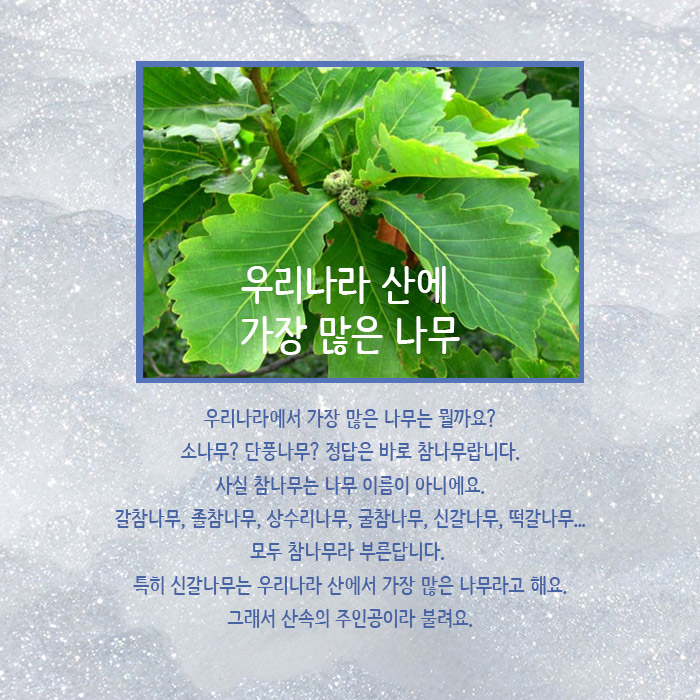 우리나라 산에
가장 많은 나무
우리나라에서 가장 많은 나무는 뭘까요?
소나무? 단풍나무? 정답은 바로 참나무랍니다.
사실 참나무는 나무 이름이 아니에요.
갈참나무, 졸참나무, 상수리나무, 굴참나무, 신갈나무, 떡갈나무...
모두 참나무라 부른답니다.
특히 신갈나무는 우리나라 산에서 가장 많은 나무라고 해요.
그래서 산속의 주인공이라 불려요.